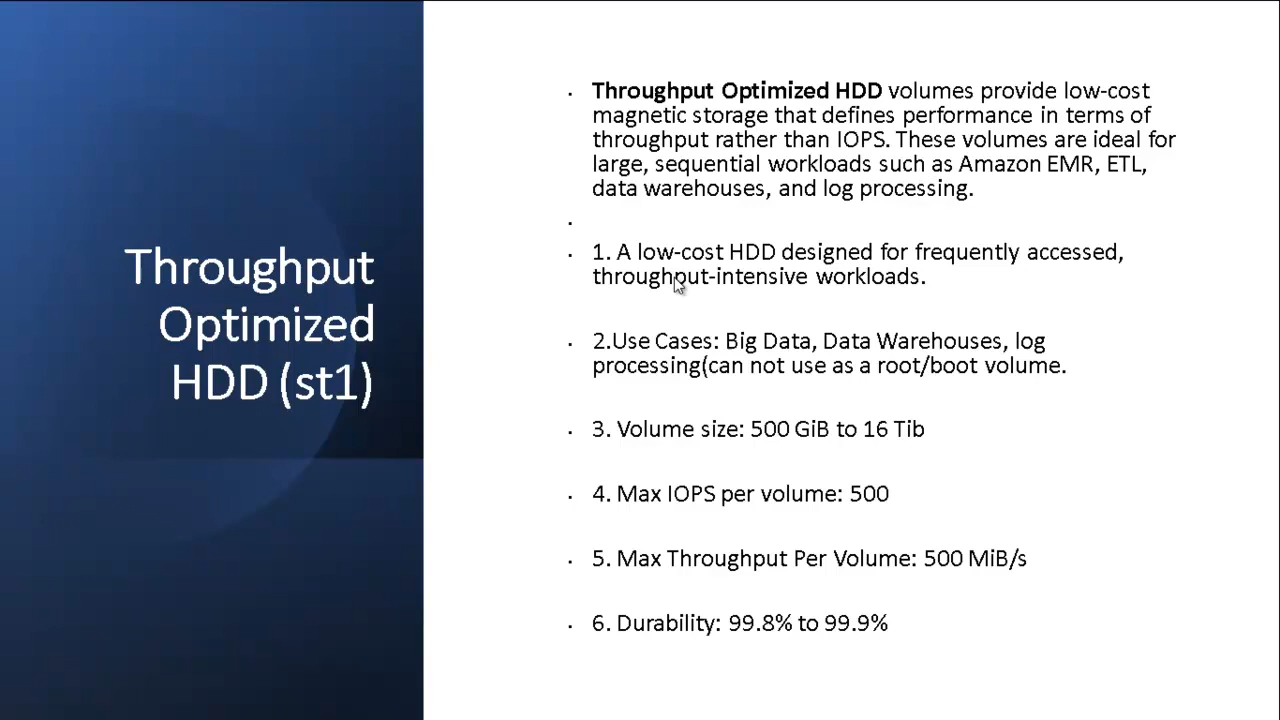 Throughput
Optimized
HDD (st1)
Throughput Optimized HDD volumes provide low-cost
magnetic storage that defines performance in terms of
throughput rather than IOPS. These volumes are ideal for
large, sequential workloads such as Amazon EMR, ETL,
data warehouses, and log processing.
1. A low-cost HDD designed for frequently accessed,
throughput-intensive workloads.
2.Use Cases: Big Data, Data Warehouses, log
processing(can not use as a root/boot volume.
3. Volume size: 500 GiB to 16 Tib
4. Max IOPS per volume: 500
5. Max Throughput Per Volume: 500 MiB/s
6. Durability: 99.8% to 99.9%